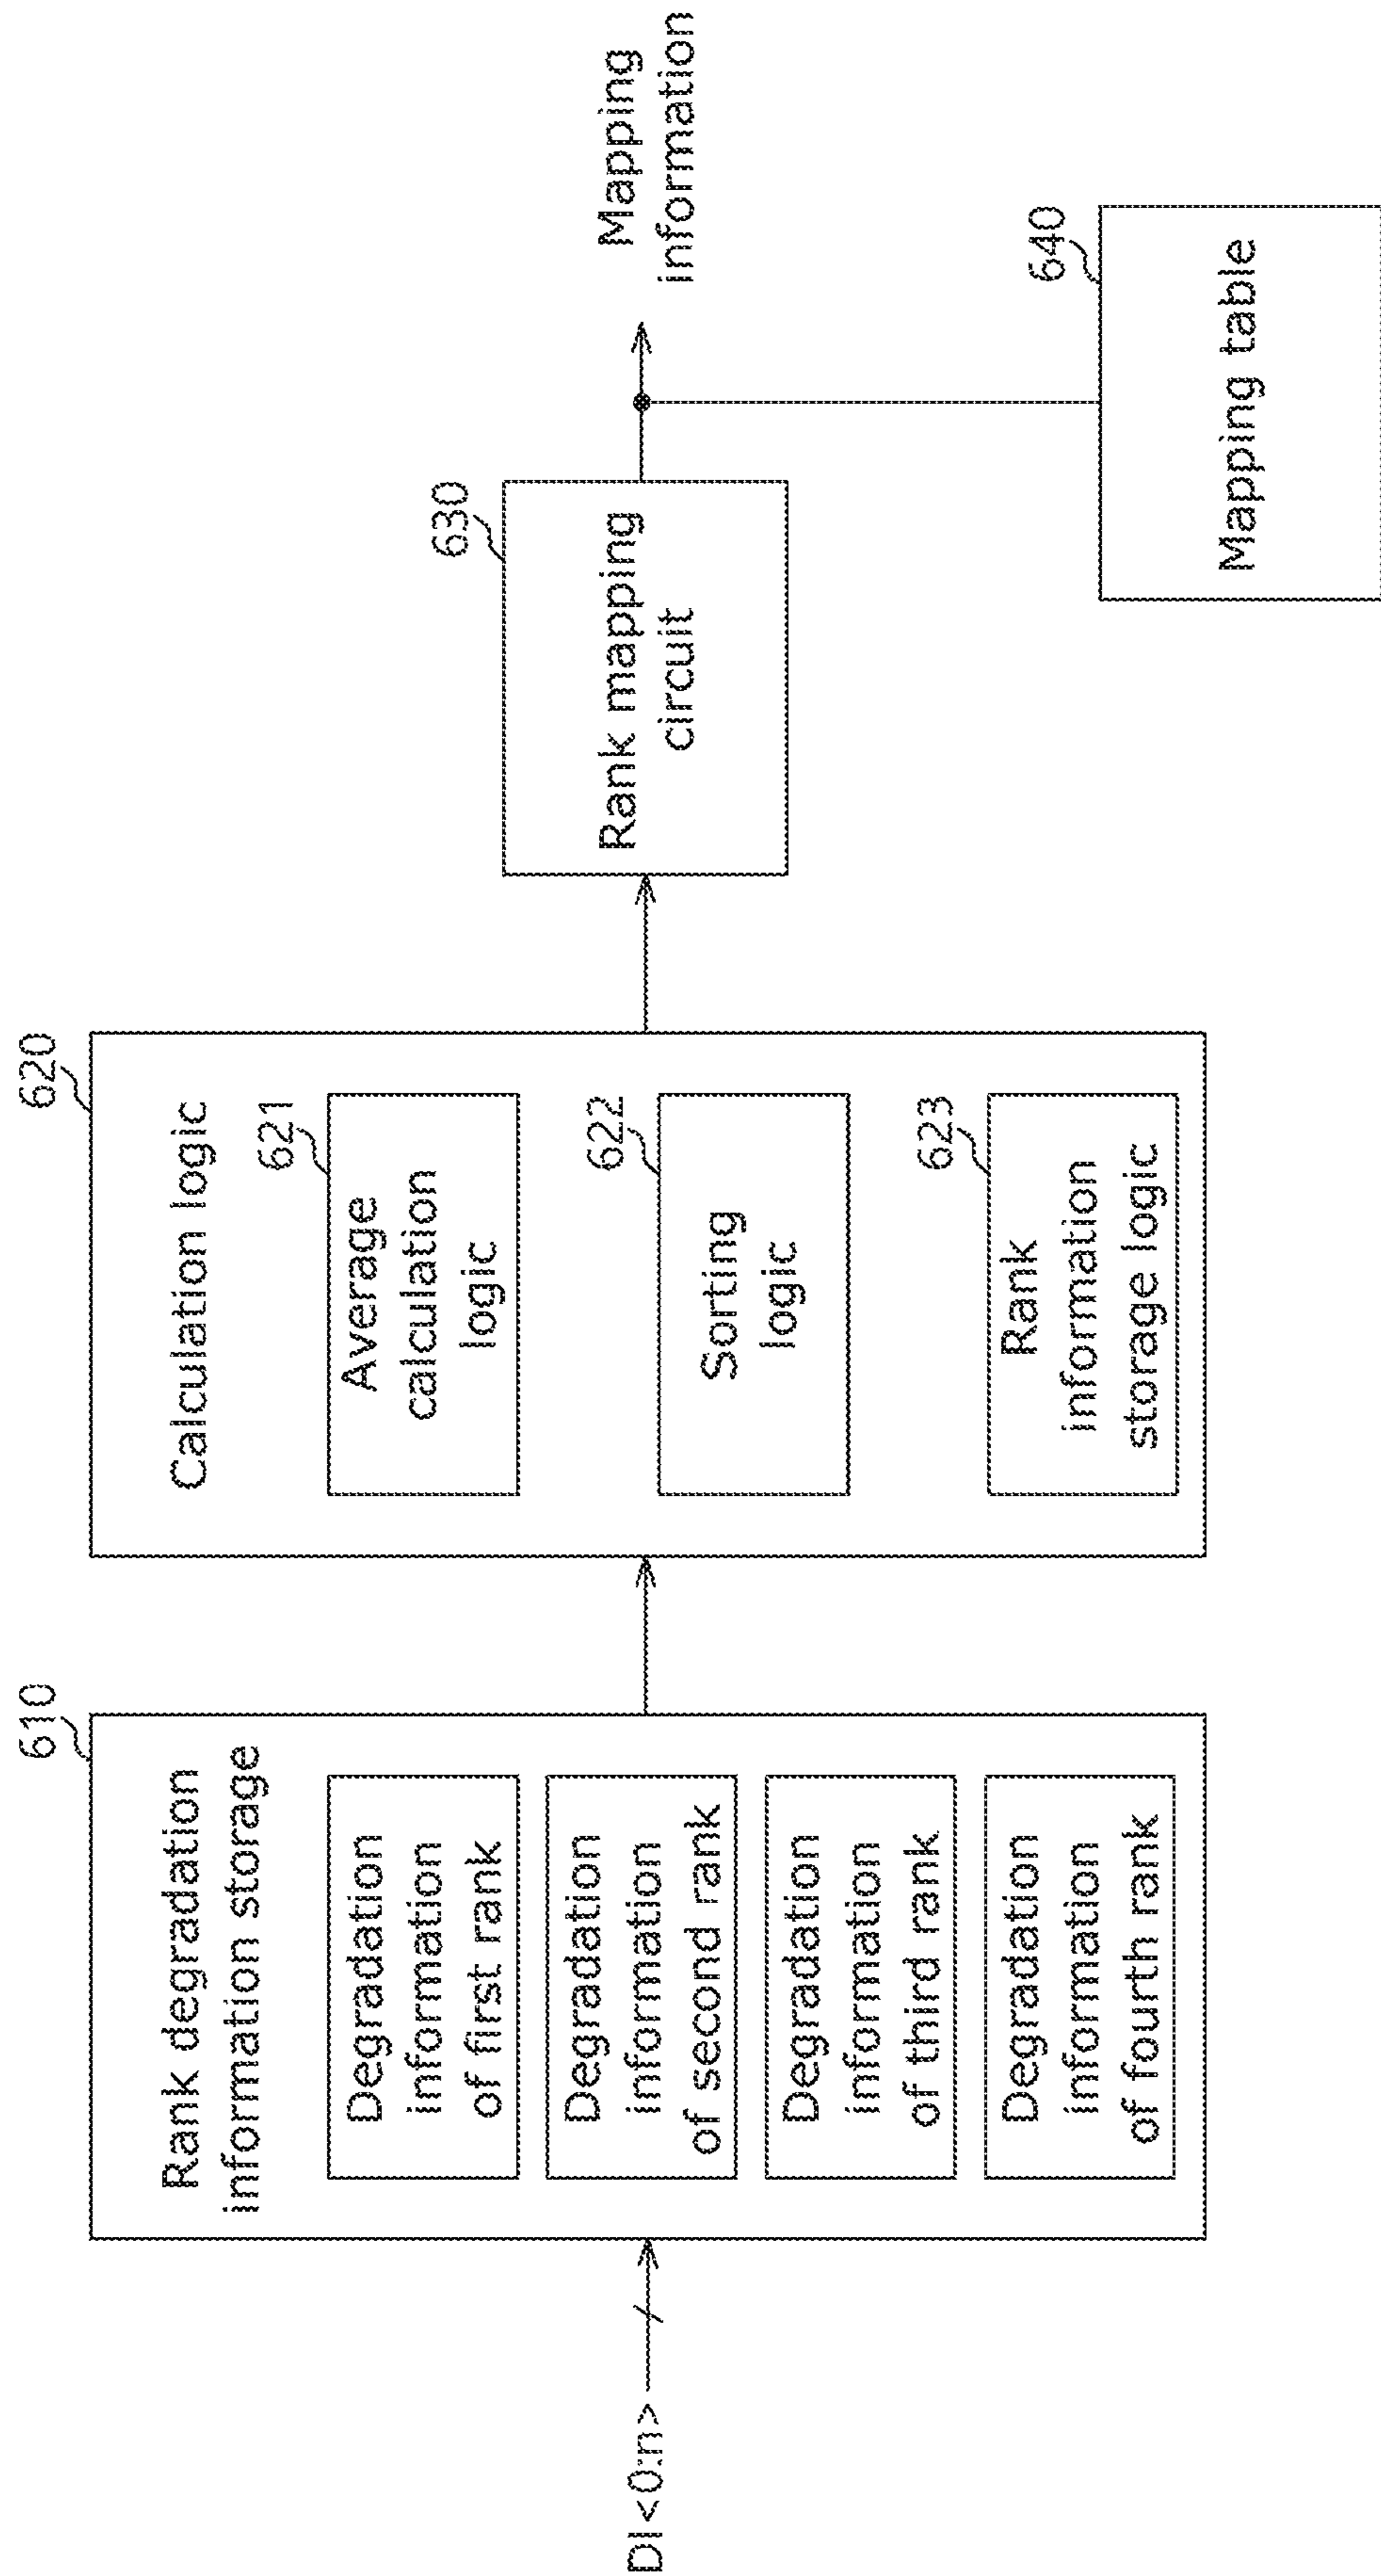 DI<0:n>
610
Rank degradation
information storage
Degradation
information
of first rank
Degradation
information
of second rank
Degradation
information
of third rank
Degradation
information
of fourth rank
620
Calculation logic
621
Average
calculation
logic
622
Sorting
logic
623
Rank
information
storage logic
630
Rank mapping
circuit
Mapping
information
640
Mapping table